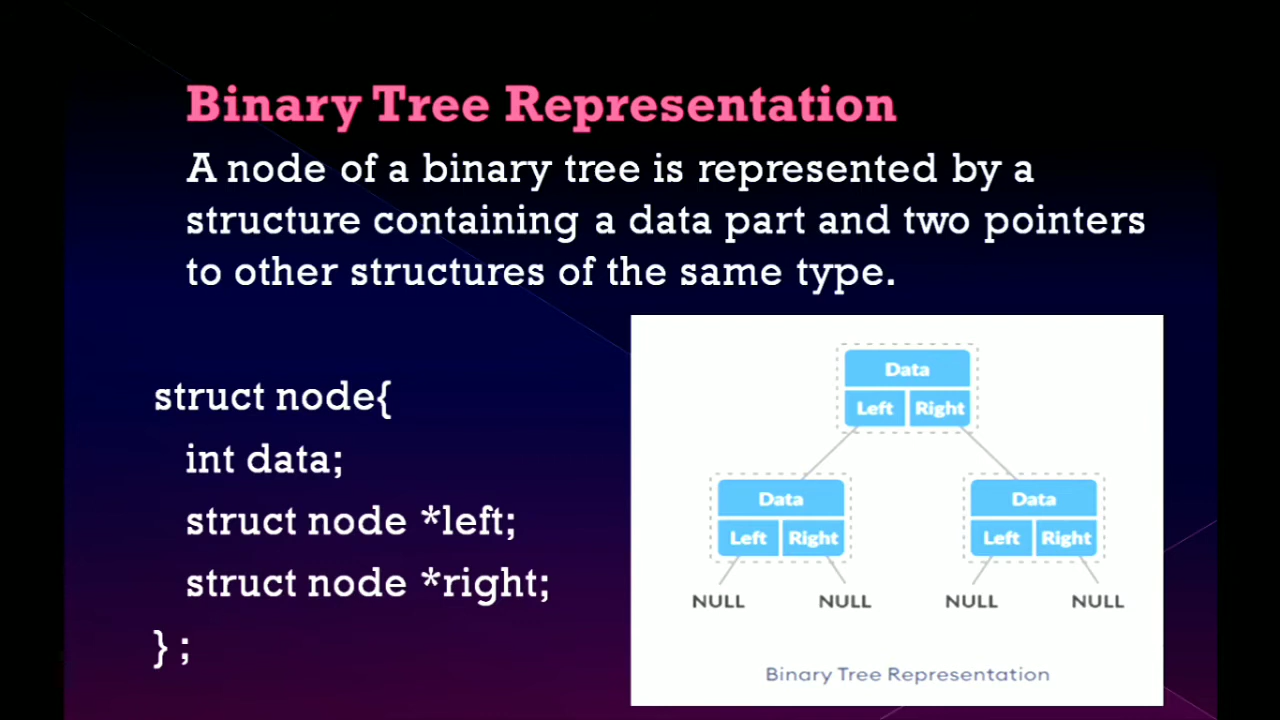 Binary Tree Representation
A node of a binary tree is represented by a
structure containing a data part and two pointers
to other structures of the same type.
struct node{
int data;
struct node *left;
struct node *right;
} ;
Data
Left Right
Data Data
Left Right Left Right
NULL NULL NULL NULL
Binary Tree Representation